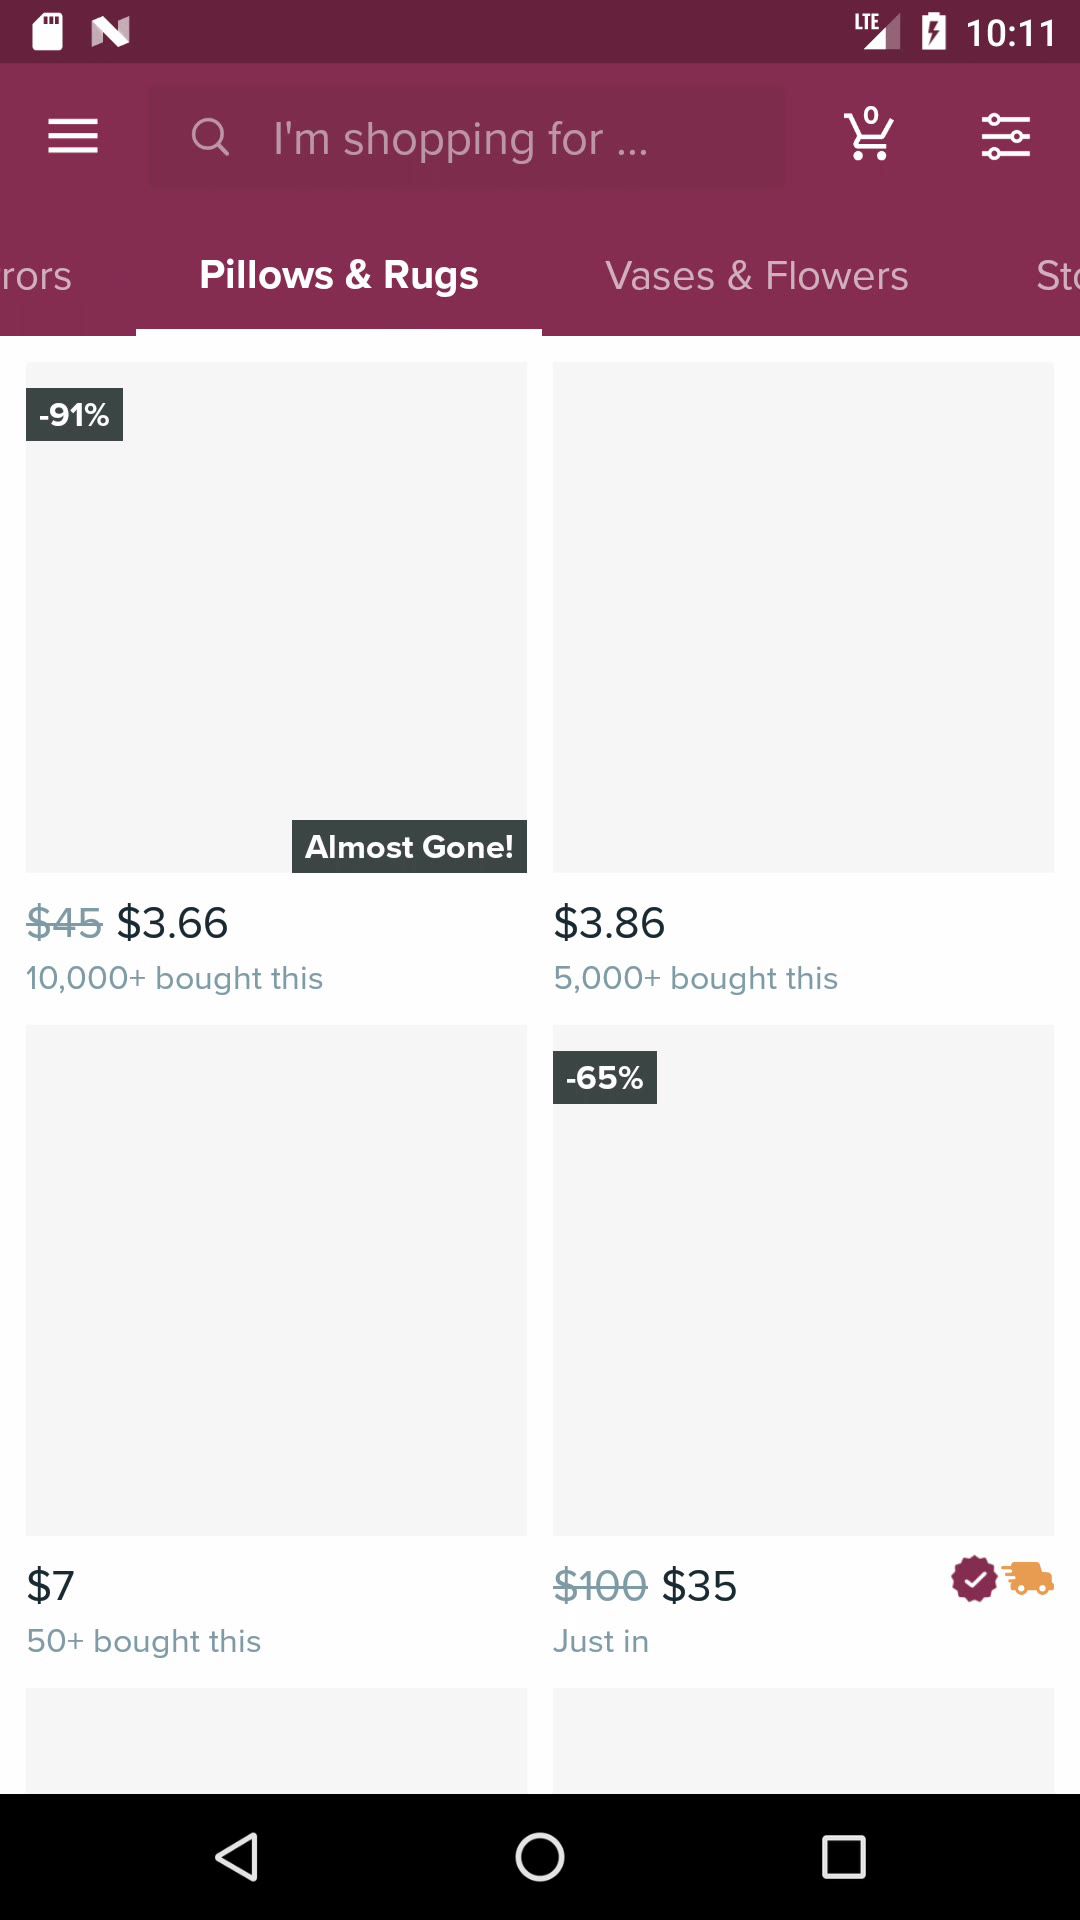 LTE 10:11
I'm shopping for ... 0
rors Pillows & Rugs Vases & Flowers Sto
-91%
Almost Gone!
$45 $3.66 $3.86
10,000+ bought this 5,000+ bought this
-65%
$7 $100 $35
50+ bought this Just in